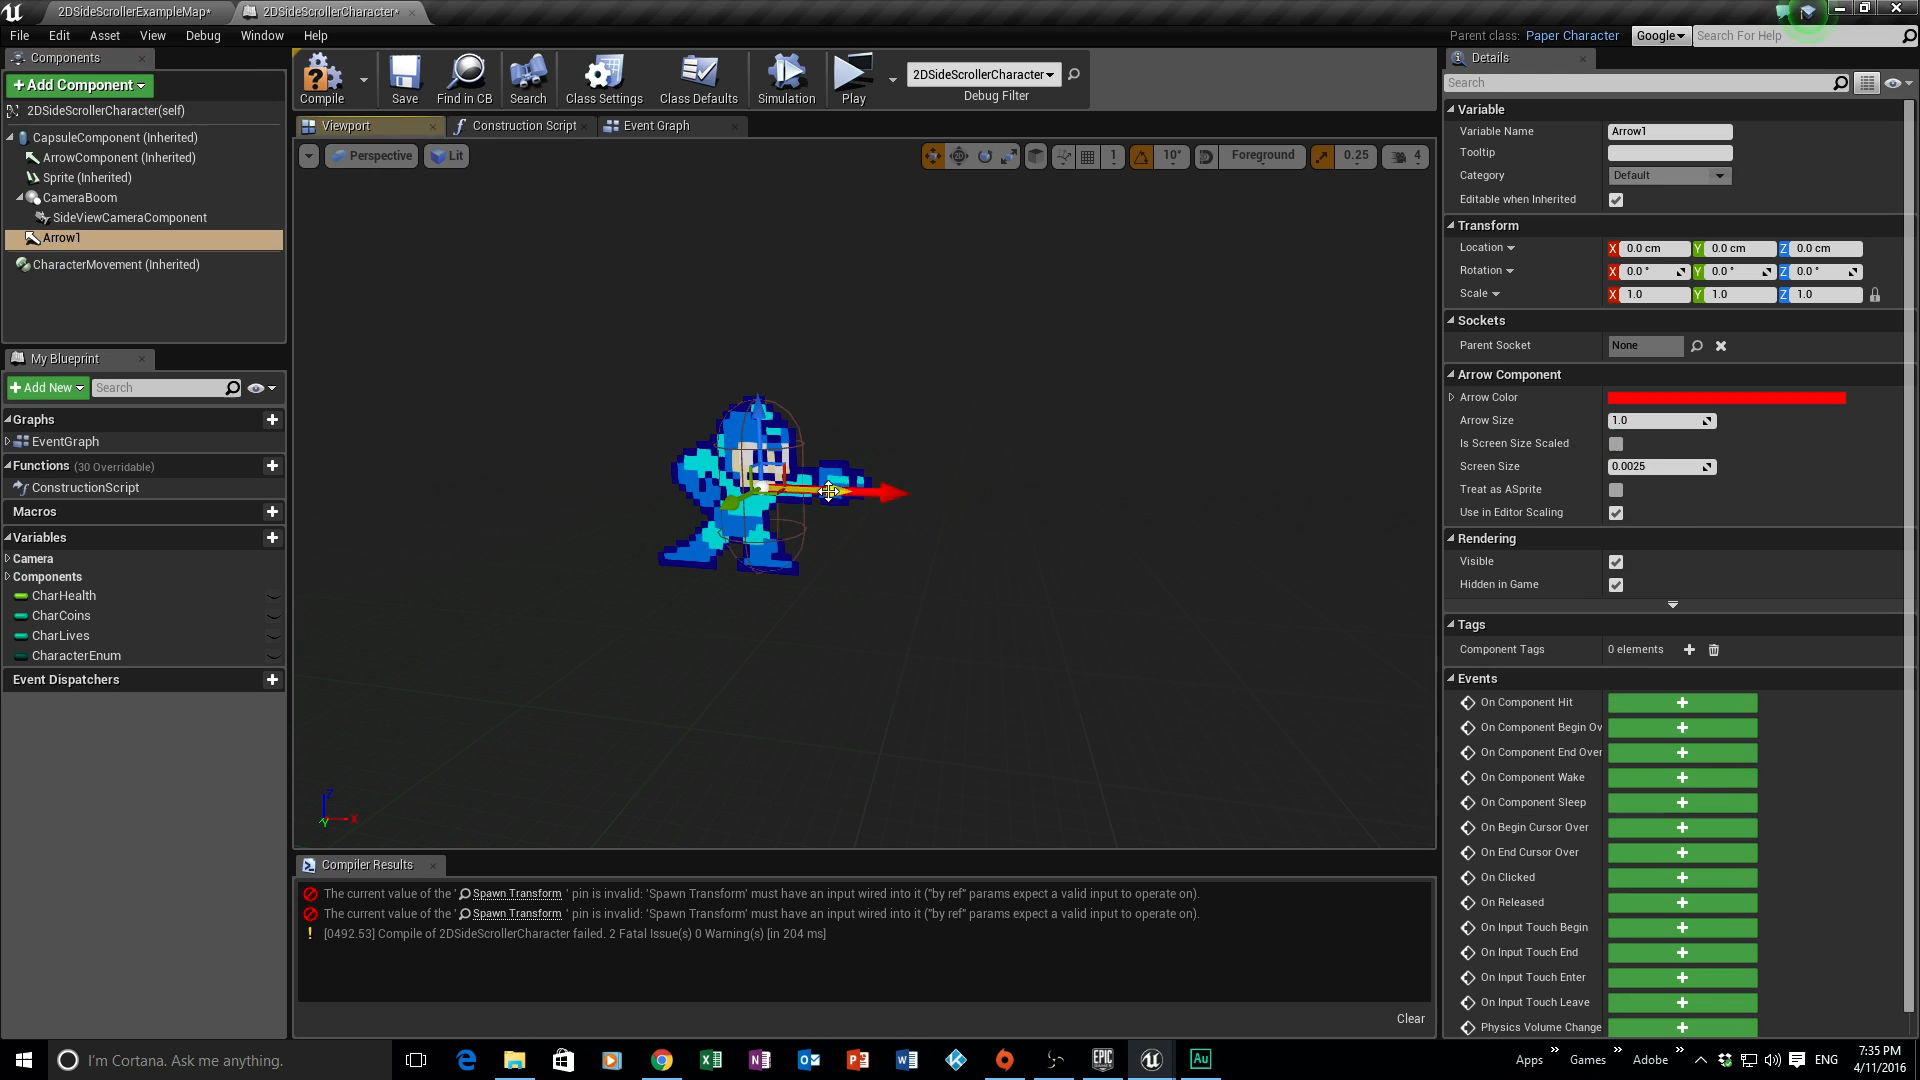 2DSideScrollerExampleMap*
2DSideScrollerCharacter*
File Edit Asset View Debug Window Help
Parent class: Paper Character
Google
Search For Help
Components
Add Component
2DSideScrollerCharacter(self)
CapsuleComponent (Inherited)
ArrowComponent (Inherited)
Sprite (Inherited)
CameraBoom
SideViewCameraComponent
Arrow1
CharacterMovement (Inherited)
My Blueprint
Add New
Search
Graphs
EventGraph
Functions (30 Overridable)
ConstructionScript
Macros
Variables
Camera
Components
CharHealth
CharCoins
CharLives
CharacterEnum
Event Dispatchers
Compile
Save
Find in CB
Search
Class Settings
Class Defaults
Simulation
Play
2DSideScrollerCharacter
Debug Filter
Viewport
Construction Script
Event Graph
Perspective
Lit
1
10°
Foreground
0.25
4
Z
X
Y
Compiler Results
The current value of the ' Spawn Transform ' pin is invalid: 'Spawn Transform' must have an input wired into it ("by ref" params expect a valid input to operate on).
The current value of the ' Spawn Transform ' pin is invalid: 'Spawn Transform' must have an input wired into it ("by ref" params expect a valid input to operate on).
[0492.53] Compile of 2DSideScrollerCharacter failed. 2 Fatal Issue(s) 0 Warning(s) [in 204 ms]
Clear
Details
Search
Variable
Variable Name Arrow1
Tooltip
Category Default
Editable when Inherited
Transform
Location X 0.0 cm Y 0.0 cm Z 0.0 cm
Rotation X 0.0 ° Y 0.0 ° Z 0.0 °
Scale X 1.0 Y 1.0 Z 1.0
Sockets
Parent Socket None
Arrow Component
Arrow Color
Arrow Size 1.0
Is Screen Size Scaled
Screen Size 0.0025
Treat as ASprite
Use in Editor Scaling
Rendering
Visible
Hidden in Game
Tags
Component Tags 0 elements
Events
On Component Hit
On Component Begin Ov
On Component End Over
On Component Wake
On Component Sleep
On Begin Cursor Over
On End Cursor Over
On Clicked
On Released
On Input Touch Begin
On Input Touch End
On Input Touch Enter
On Input Touch Leave
Physics Volume Change
I'm Cortana. Ask me anything.
EPIC GAMES
Au
Apps
Games
Adobe
ENG
7:35 PM
4/11/2016